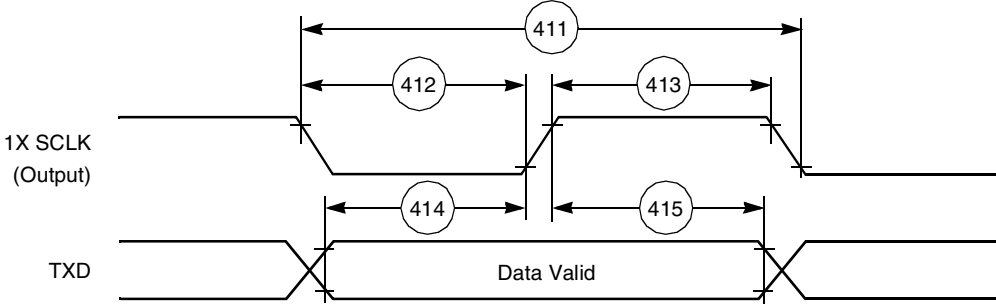 411
412
413
1X SCLK
(Output)
414
415
TXD
Data Valid